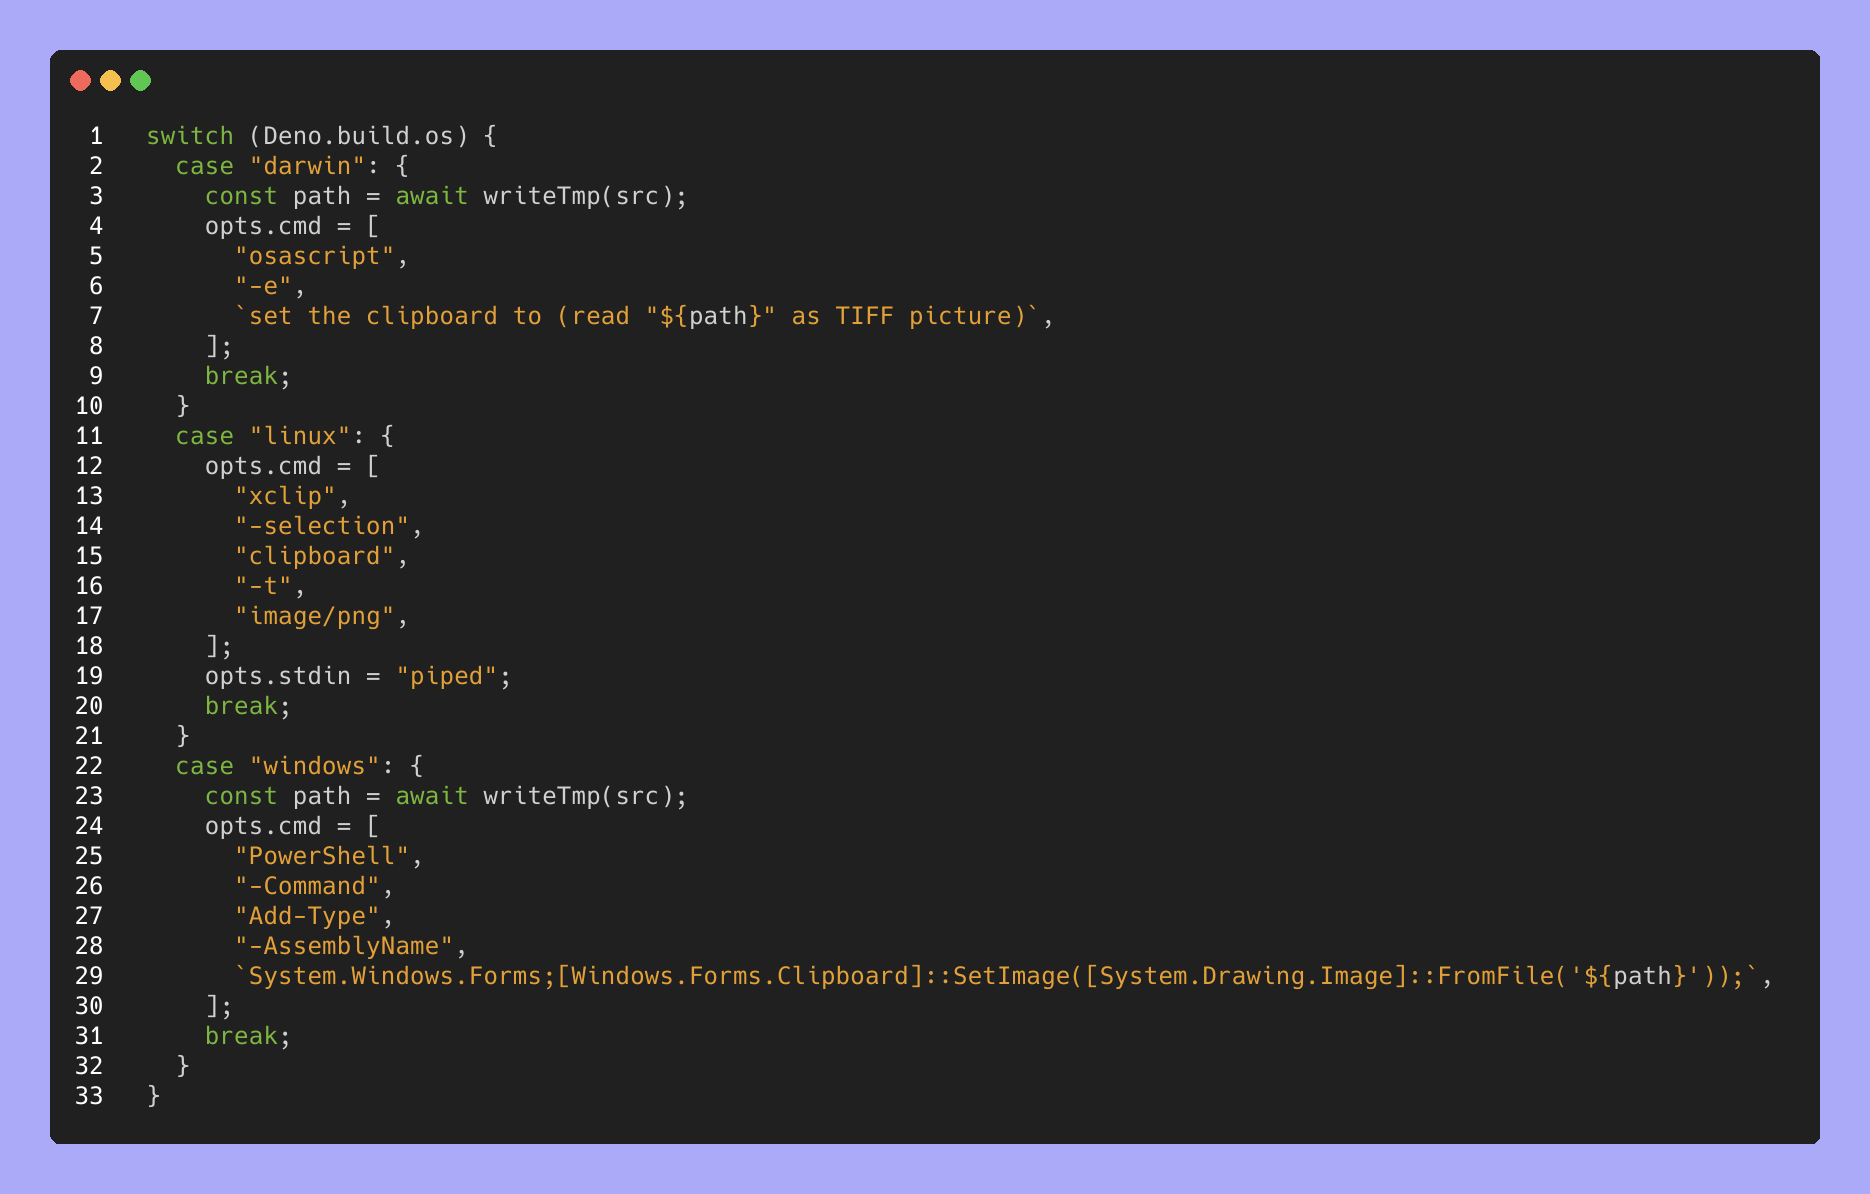 1 switch (Deno.build.os) {
2   case "darwin": {
3     const path = await writeTmp(src);
4     opts.cmd = [
5       "osascript",
6       "-e",
7       `set the clipboard to (read "${path}" as TIFF picture)`,
8     ];
9     break;
10   }
11   case "linux": {
12     opts.cmd = [
13       "xclip",
14       "-selection",
15       "clipboard",
16       "-t",
17       "image/png",
18     ];
19     opts.stdin = "piped";
20     break;
21   }
22   case "windows": {
23     const path = await writeTmp(src);
24     opts.cmd = [
25       "PowerShell",
26       "-Command",
27       "Add-Type",
28       "-AssemblyName",
29       `System.Windows.Forms;[Windows.Forms.Clipboard]::SetImage([System.Drawing.Image]::FromFile('${path}'));`,
30     ];
31     break;
32   }
33 }